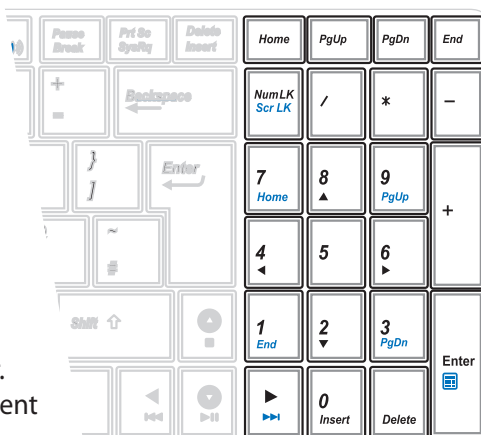 Pause Prt Sc Delete Home PgUp PgDn End
Break SysRq Insert
+ Backspace NumLK / * –
= Scr LK
} Enter 7 8 9 +
] Home PgUp
~ 4 5 6
#
Shift 1 2 3 Enter
End PgDn
. 0
ent Insert Delete